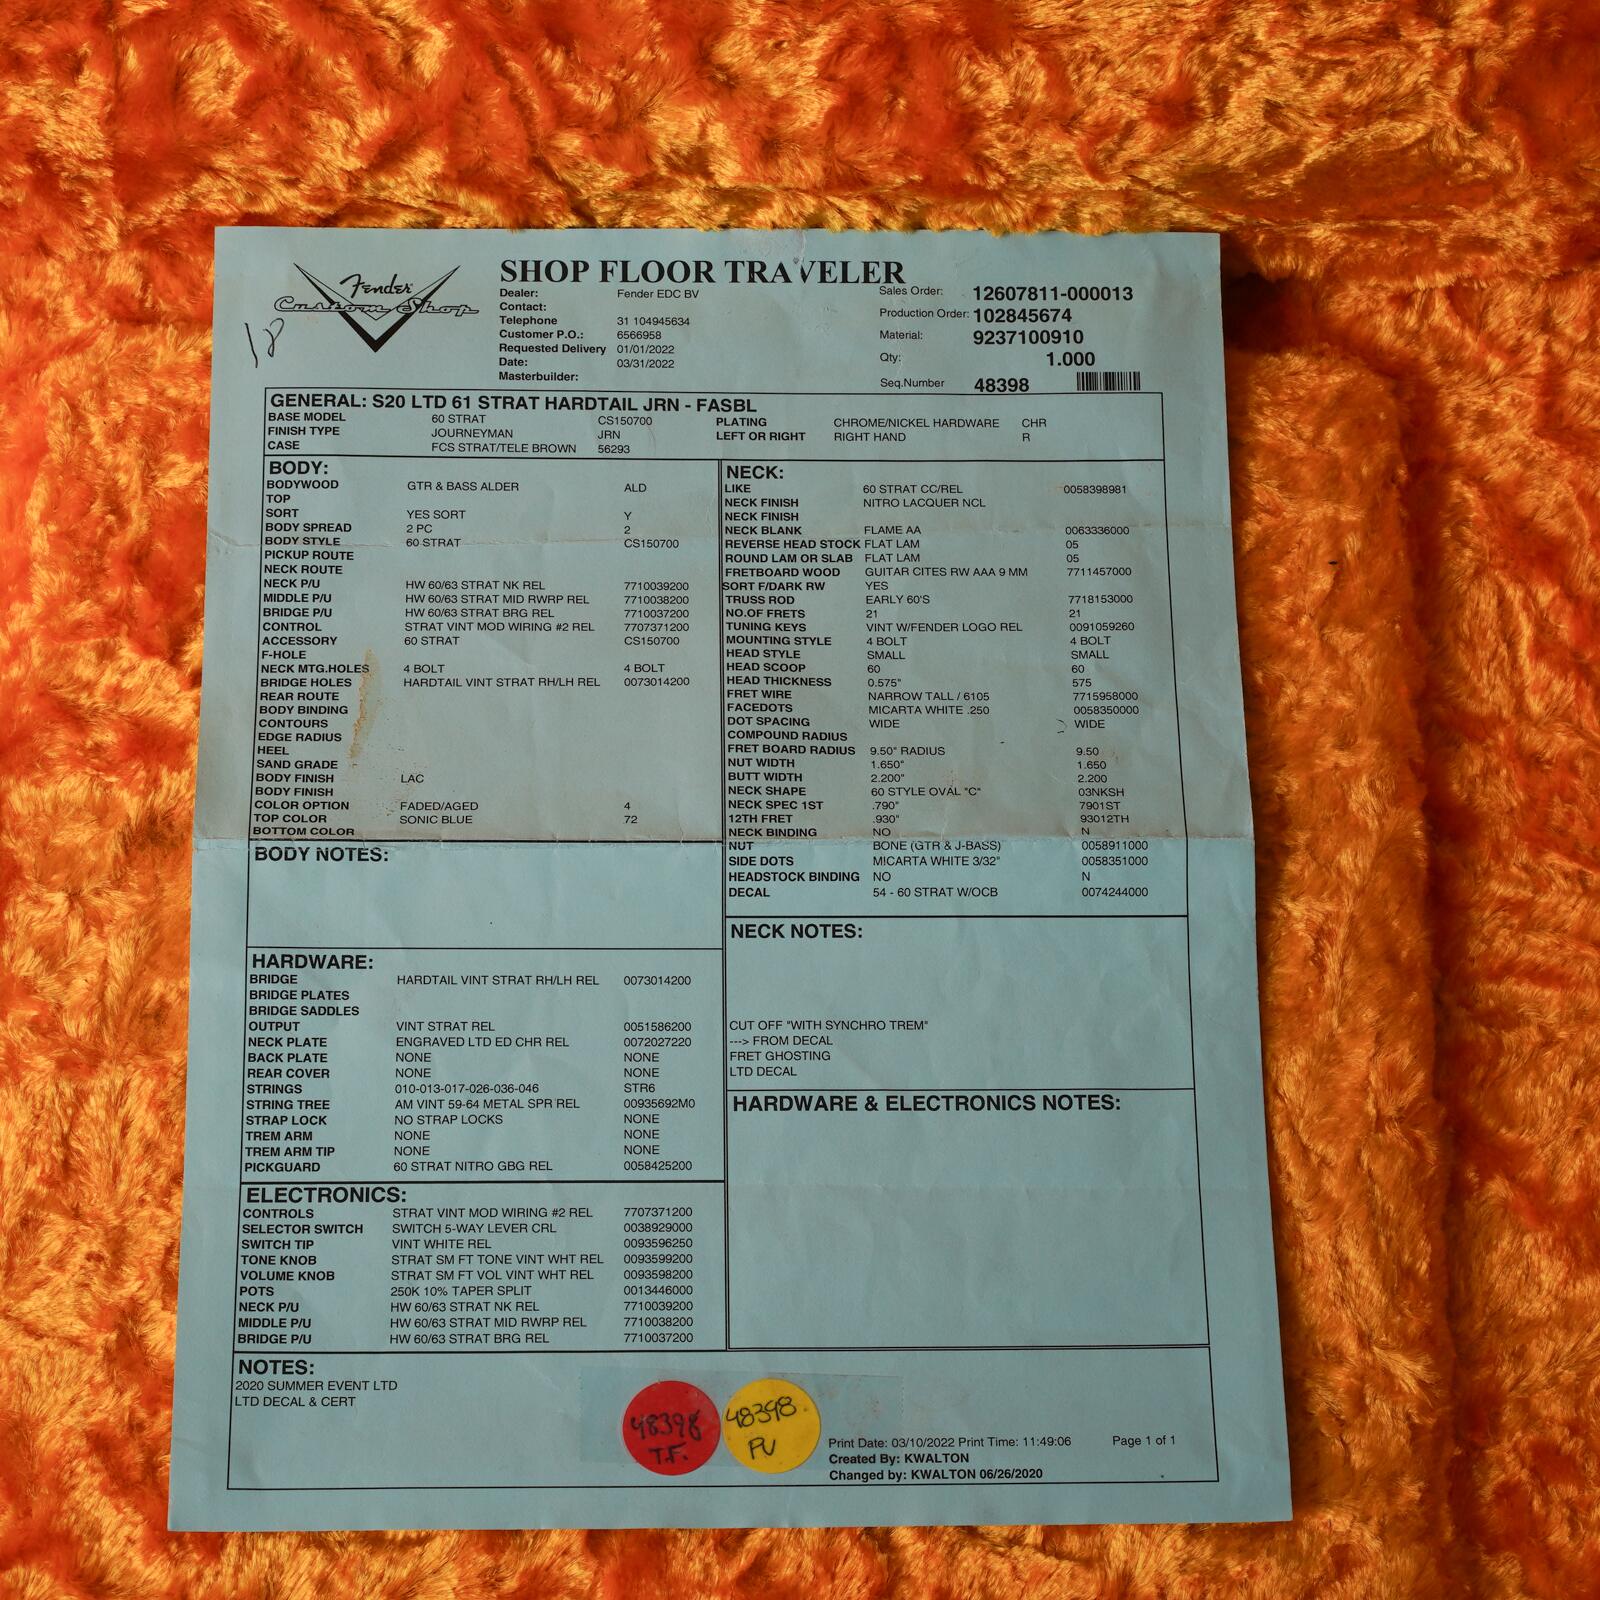 Fender
Custom Shop
18
SHOP FLOOR TRAVELER
Dealer: Fender EDC BV
Contact:
Telephone 31 104945634
Customer P.O.: 6566958
Requested Delivery 01/01/2022
Date: 03/31/2022
Masterbuilder:
Sales Order: 12607811-000013
Production Order: 102845674
Material: 9237100910
Qty: 1.000
Seq.Number 48398
GENERAL: S20 LTD 61 STRAT HARDTAIL JRN - FASBL
BASE MODEL 60 STRAT CS150700 PLATING CHROME/NICKEL HARDWARE CHR
FINISH TYPE JOURNEYMAN JRN LEFT OR RIGHT RIGHT HAND R
CASE FCS STRAT/TELE BROWN 56293
BODY:
BODYWOOD GTR & BASS ALDER ALD
TOP
SORT YES SORT Y
BODY SPREAD 2 PC 2
BODY STYLE 60 STRAT CS150700
PICKUP ROUTE
NECK ROUTE
NECK P/U HW 60/63 STRAT NK REL 7710039200
MIDDLE P/U HW 60/63 STRAT MID RWRP REL 7710038200
BRIDGE P/U HW 60/63 STRAT BRG REL 7710037200
CONTROL STRAT VINT MOD WIRING #2 REL 7707371200
ACCESSORY 60 STRAT CS150700
F-HOLE
NECK MTG.HOLES 4 BOLT 4 BOLT
BRIDGE HOLES HARDTAIL VINT STRAT RH/LH REL 0073014200
REAR ROUTE
BODY BINDING
CONTOURS
EDGE RADIUS
HEEL
SAND GRADE
BODY FINISH LAC
BODY FINISH
COLOR OPTION FADED/AGED 4
TOP COLOR SONIC BLUE 72
BOTTOM COLOR
BODY NOTES:
HARDWARE:
BRIDGE HARDTAIL VINT STRAT RH/LH REL 0073014200
BRIDGE PLATES
BRIDGE SADDLES
OUTPUT VINT STRAT REL 0051586200
NECK PLATE ENGRAVED LTD ED CHR REL 0072027220
BACK PLATE NONE NONE
REAR COVER NONE NONE
STRINGS 010-013-017-026-036-046 STR6
STRING TREE AM VINT 59-64 METAL SPR REL 00935692M0
STRAP LOCK NO STRAP LOCKS NONE
TREM ARM NONE NONE
TREM ARM TIP NONE NONE
PICKGUARD 60 STRAT NITRO GBG REL 0058425200
ELECTRONICS:
CONTROLS STRAT VINT MOD WIRING #2 REL 7707371200
SELECTOR SWITCH SWITCH 5-WAY LEVER CRL 0038929000
SWITCH TIP VINT WHITE REL 0093596250
TONE KNOB STRAT SM FT TONE VINT WHT REL 0093599200
VOLUME KNOB STRAT SM FT VOL VINT WHT REL 0093598200
POTS 250K 10% TAPER SPLIT 0013446000
NECK P/U HW 60/63 STRAT NK REL 7710039200
MIDDLE P/U HW 60/63 STRAT MID RWRP REL 7710038200
BRIDGE P/U HW 60/63 STRAT BRG REL 7710037200
NECK:
LIKE 60 STRAT CC/REL 0058398981
NECK FINISH NITRO LACQUER NCL
NECK FINISH
NECK BLANK FLAME AA 0063336000
REVERSE HEAD STOCK FLAT LAM 05
ROUND LAM OR SLAB FLAT LAM 05
FRETBOARD WOOD GUITAR CITES RW AAA 9 MM 7711457000
SORT F/DARK RW YES
TRUSS ROD EARLY 60'S 7718153000
NO.OF FRETS 21 21
TUNING KEYS VINT W/FENDER LOGO REL 0091059260
MOUNTING STYLE 4 BOLT 4 BOLT
HEAD STYLE SMALL SMALL
HEAD SCOOP 60 60
HEAD THICKNESS 0.575" 575
FRET WIRE NARROW TALL / 6105 7715958000
FACEDOTS MICARTA WHITE .250 0058350000
DOT SPACING WIDE WIDE
COMPOUND RADIUS
FRET BOARD RADIUS 9.50" RADIUS 9.50
NUT WIDTH 1.650" 1.650
BUTT WIDTH 2.200" 2.200
NECK SHAPE 60 STYLE OVAL "C" 03NKSH
NECK SPEC 1ST .790" 7901ST
12TH FRET .930" 93012TH
NECK BINDING NO N
NUT BONE (GTR & J-BASS) 0058911000
SIDE DOTS MICARTA WHITE 3/32" 0058351000
HEADSTOCK BINDING NO N
DECAL 54 - 60 STRAT W/OCB 0074244000
NECK NOTES:
CUT OFF "WITH SYNCHRO TREM"
---> FROM DECAL
FRET GHOSTING
LTD DECAL
HARDWARE & ELECTRONICS NOTES:
NOTES:
2020 SUMMER EVENT LTD
LTD DECAL & CERT
48398
T.F.
48398
PU
Print Date: 03/10/2022 Print Time: 11:49:06 Page 1 of 1
Created By: KWALTON
Changed by: KWALTON 06/26/2020